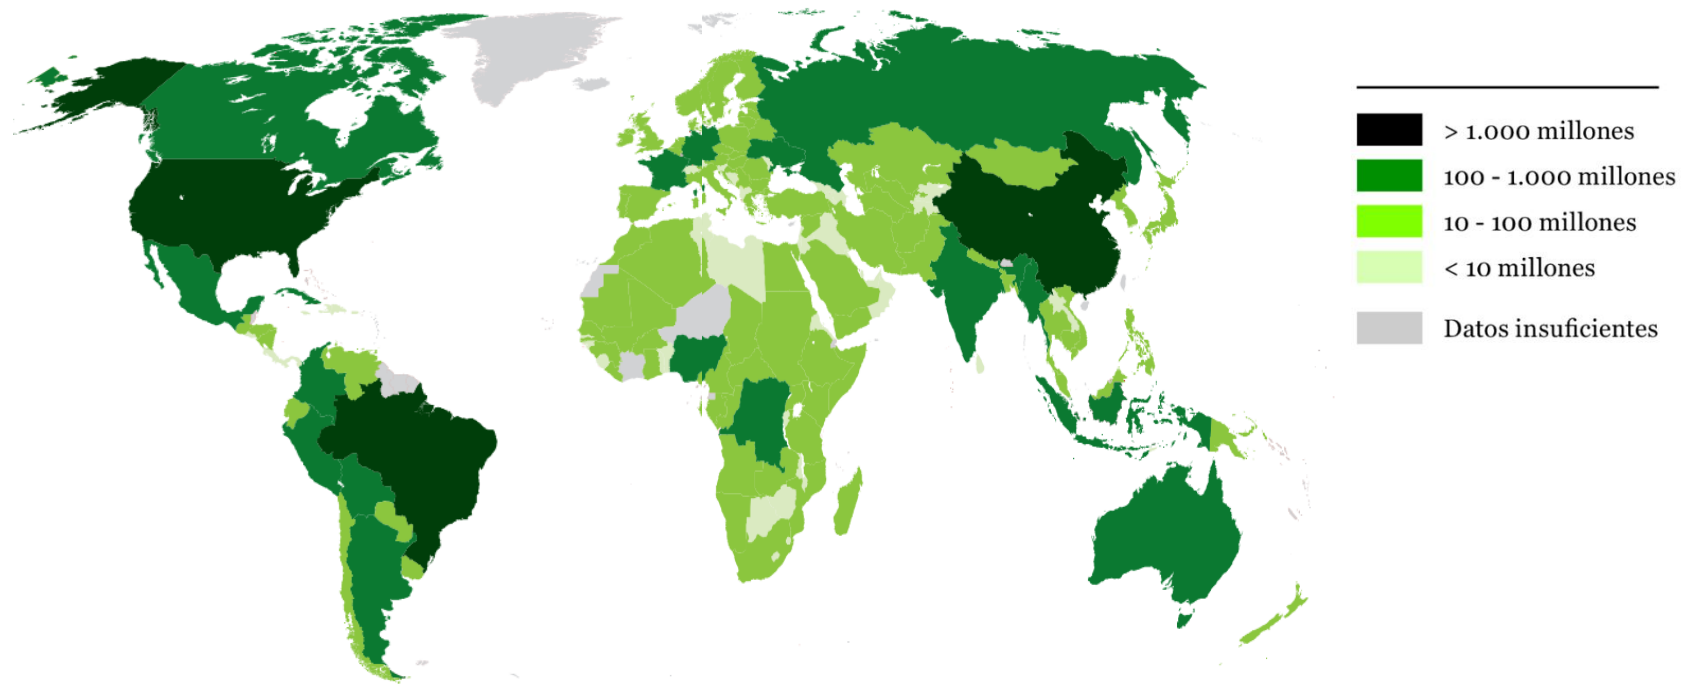 > 1.000 millones
100 - 1.000 millones
10 - 100 millones
< 10 millones
Datos insuficientes